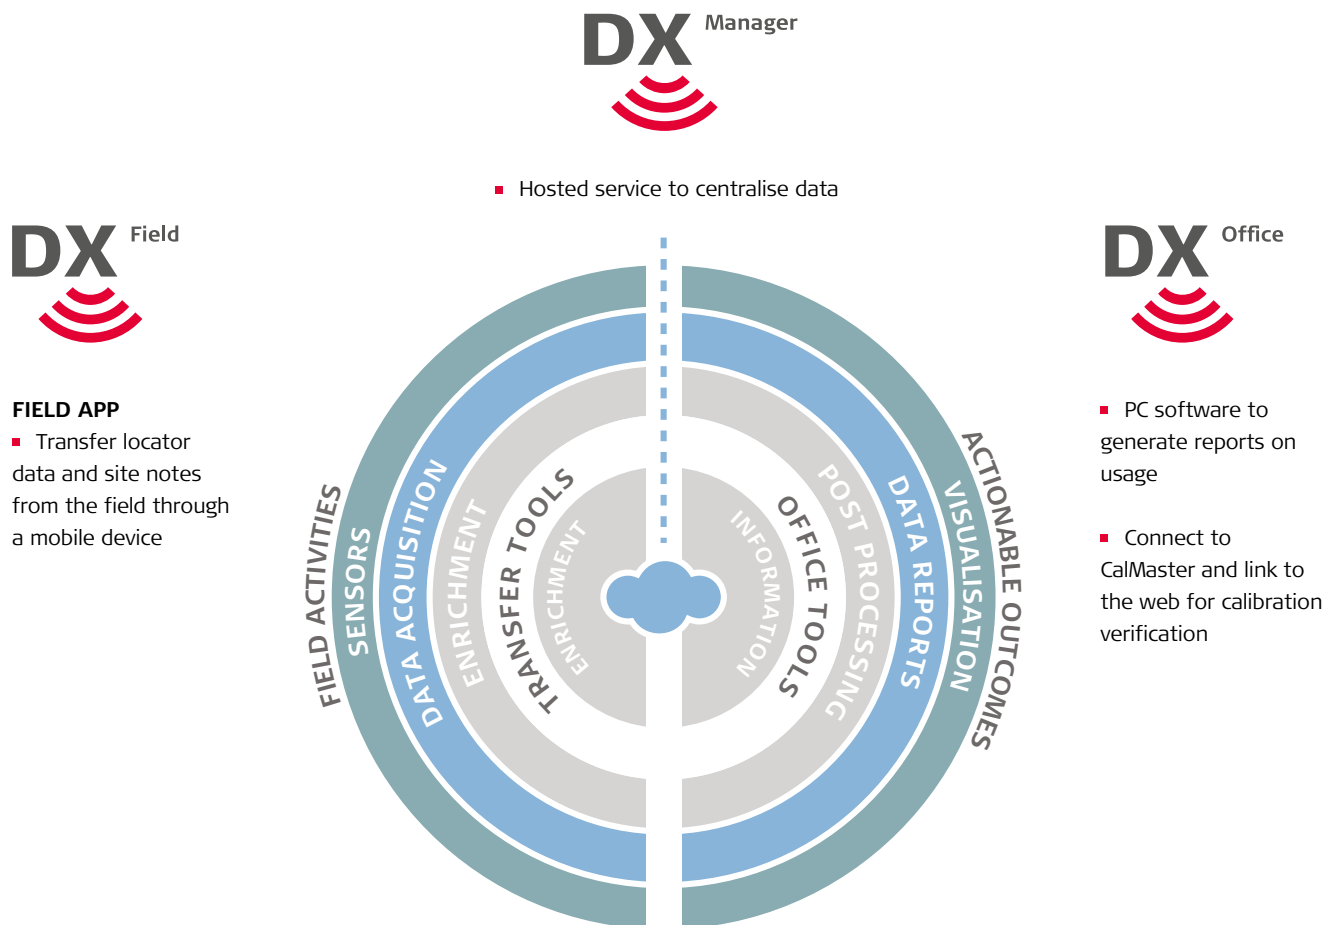 DX Manager
Hosted service to centralise data
DX Field
FIELD APP
Transfer locator
data and site notes
from the field through
a mobile device
DX Office
PC software to
generate reports on
usage
Connect to
CalMaster and link to
the web for calibration
verification
FIELD ACTIVITIES
SENSORS
DATA ACQUISITION
ENRICHMENT
TRANSFER TOOLS
ENRICHMENT
INFORMATION
OFFICE TOOLS
POST PROCESSING
DATA REPORTS
VISUALISATION
ACTIONABLE OUTCOMES